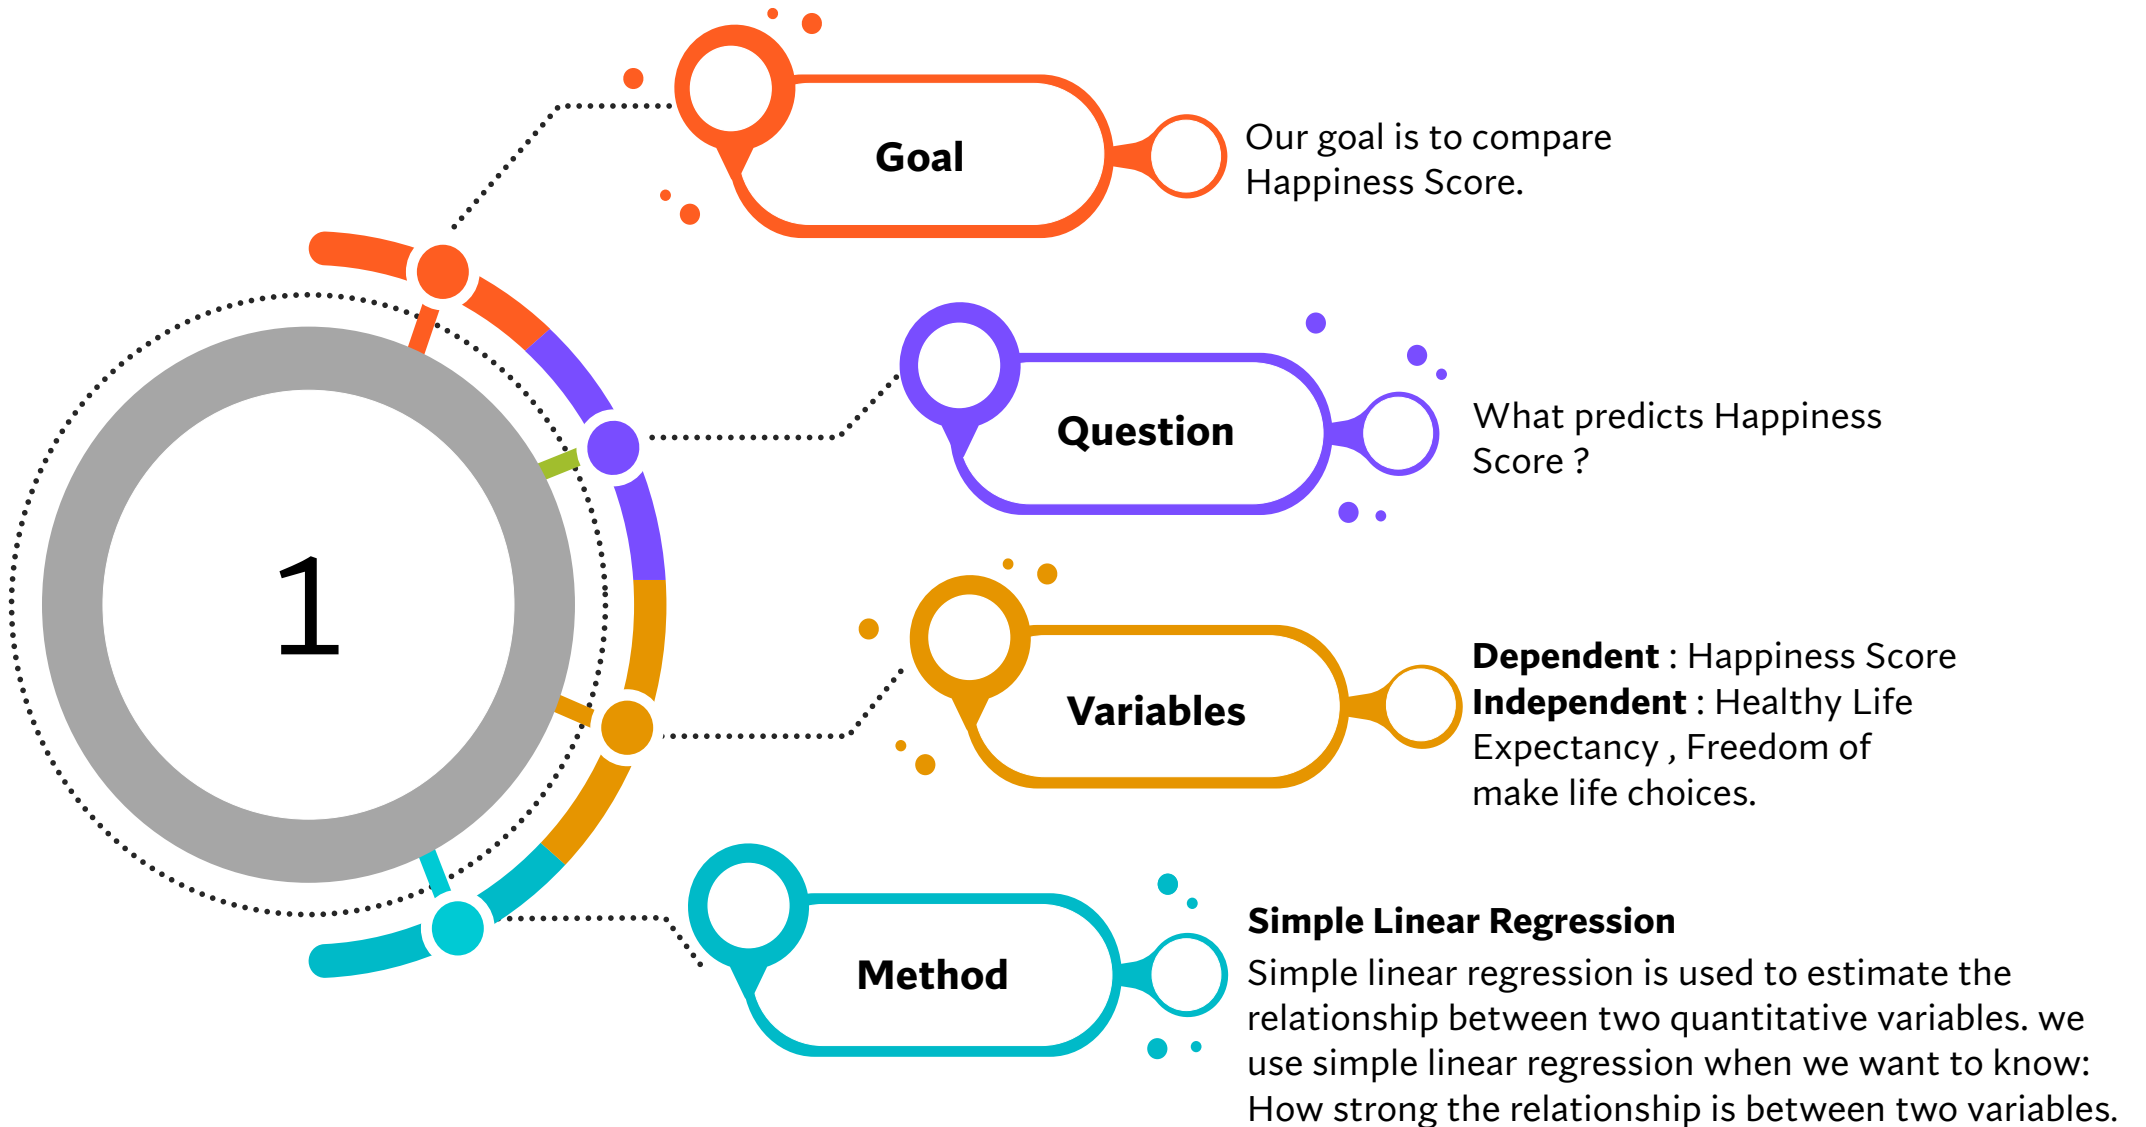 1
Goal
Our goal is to compare
Happiness Score.
Question
What predicts Happiness
Score ?
Variables
Dependent : Happiness Score
Independent : Healthy Life
Expectancy , Freedom of
make life choices.
Method
Simple Linear Regression
Simple linear regression is used to estimate the
relationship between two quantitative variables. we
use simple linear regression when we want to know:
How strong the relationship is between two variables.